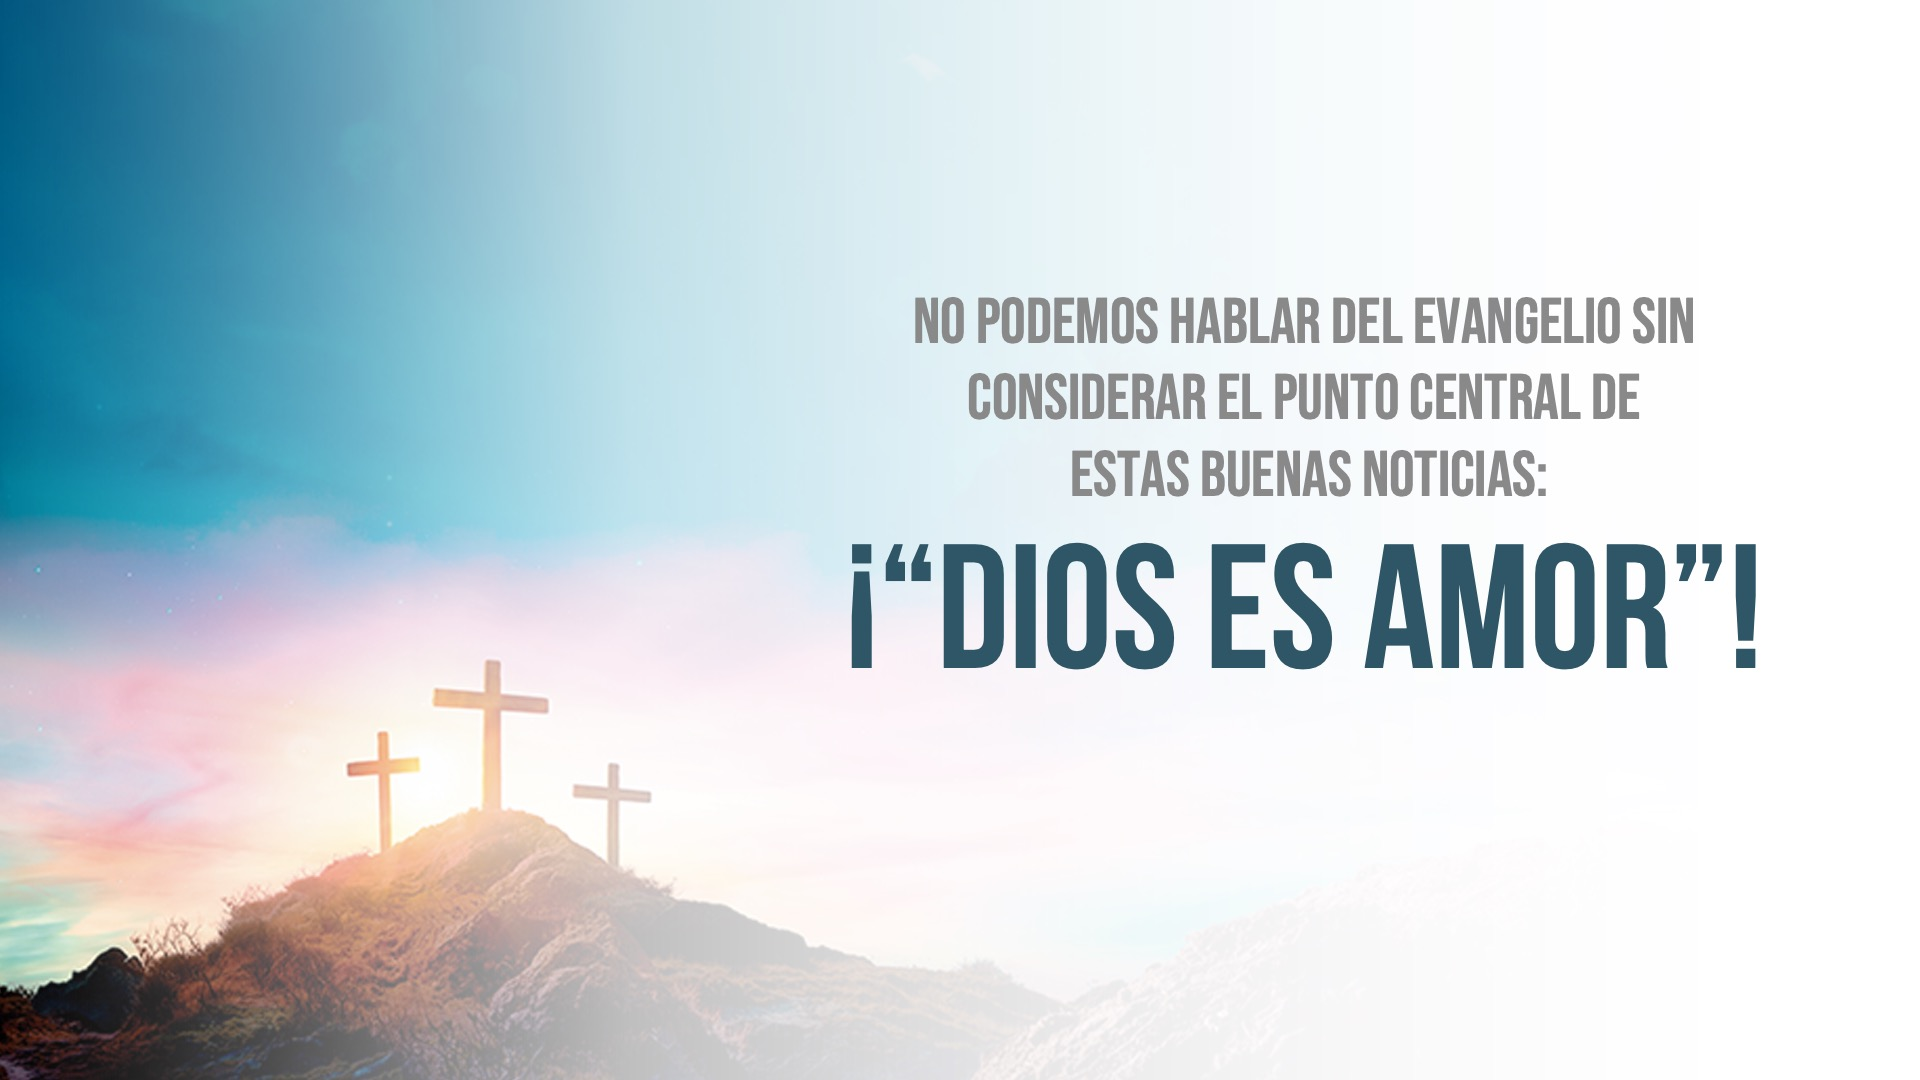 NO PODEMOS HABLAR DEL EVANGELIO SIN
CONSIDERAR EL PUNTO CENTRAL DE
ESTAS BUENAS NOTICIAS:
¡“DIOS ES AMOR”!